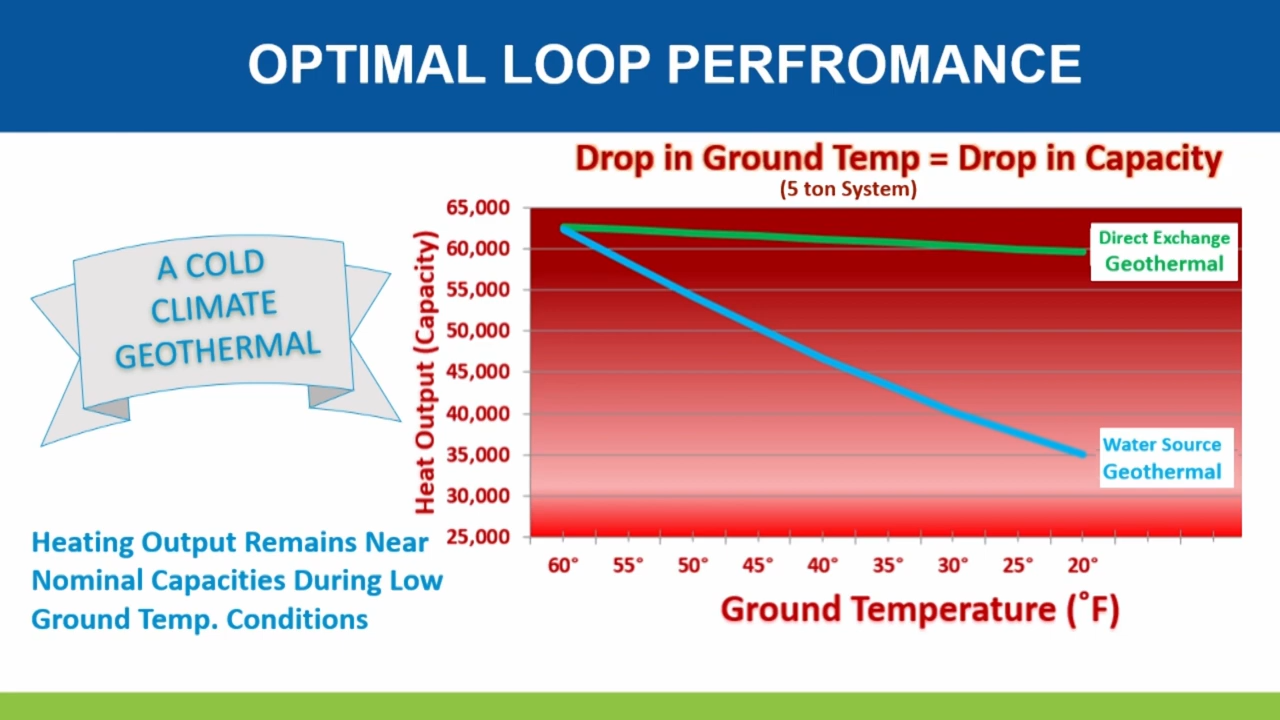 OPTIMAL LOOP PERFROMANCE
Drop in Ground Temp = Drop in Capacity
(5 ton System)
A COLD
CLIMATE
GEOTHERMAL
Heating Output Remains Near
Nominal Capacities During Low
Ground Temp. Conditions
Heat Output (Capacity)
65,000
60,000
55,000
50,000
45,000
40,000
35,000
30,000
25,000
Direct Exchange
Geothermal
Water Source
Geothermal
60° 55° 50° 45° 40° 35° 30° 25° 20°
Ground Temperature (˚F)